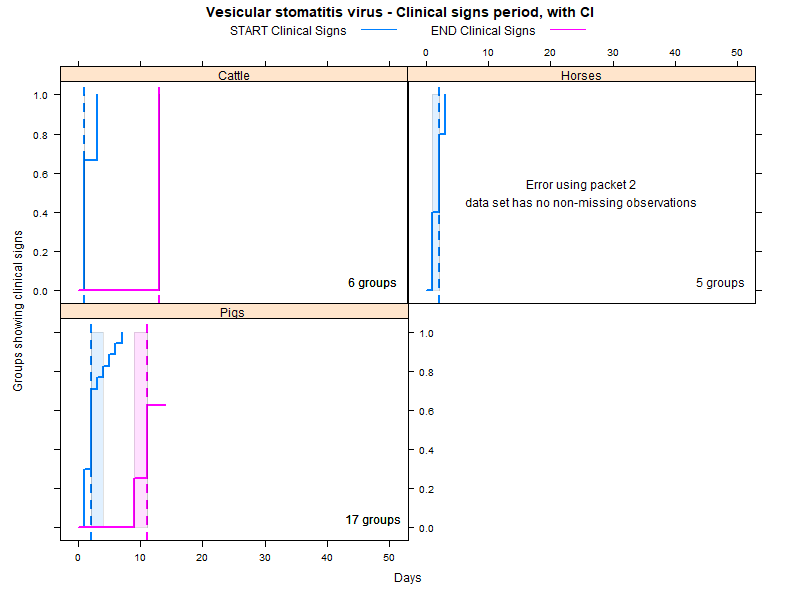 Vesicular stomatitis virus - Clinical signs period, with CI
START Clinical Signs END Clinical Signs
0 10 20 30 40 50
Cattle Horses
1.0
0.8
0.6
0.4
0.2
0.0
Error using packet 2
data set has no non-missing observations
6 groups
5 groups
Groups showing clinical signs
Pigs
1.0
0.8
0.6
0.4
0.2
0.0
17 groups
0 10 20 30 40 50
Days